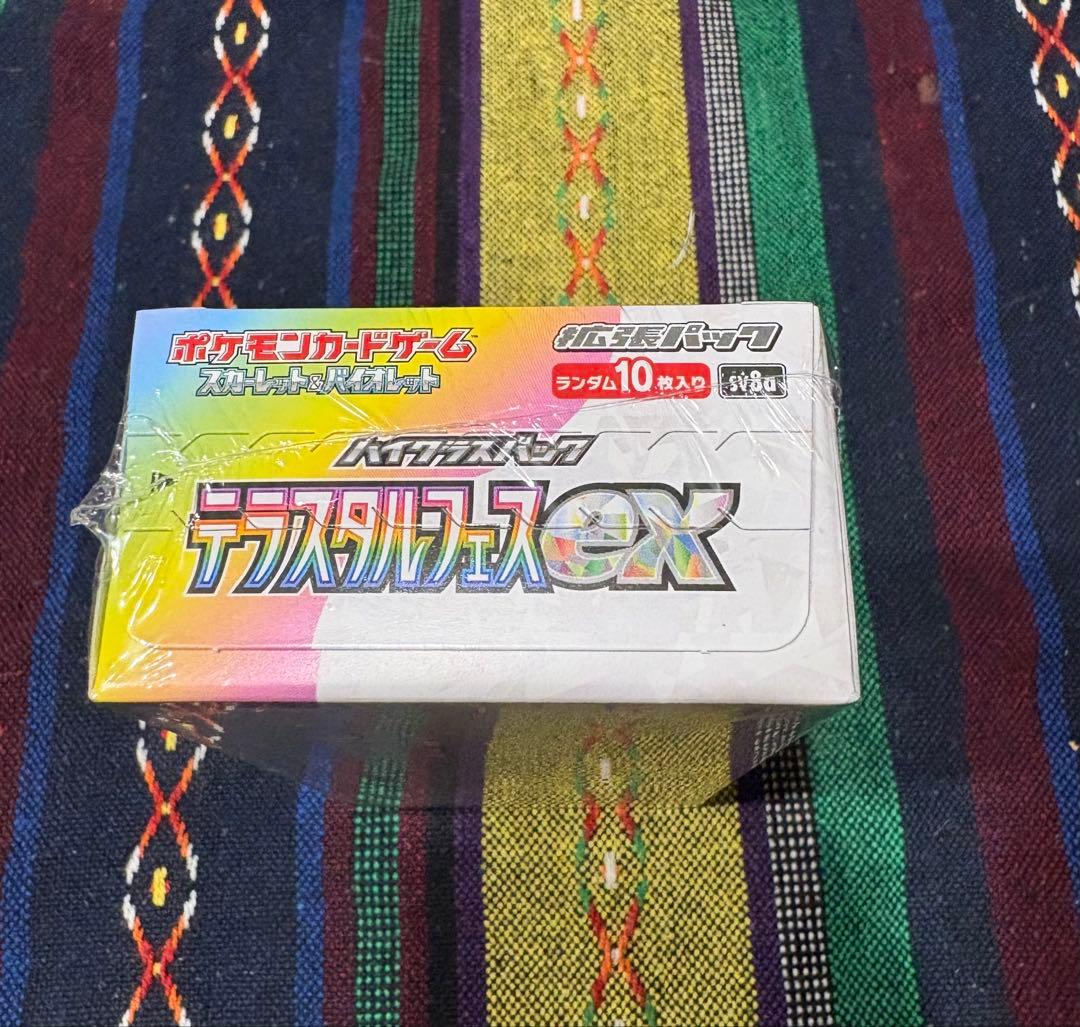 ポケモンカードゲーム™
スカーレット&バイオレット
拡張パック
ランダム10枚入り sv8a
ハイクラスパック
テラスタルフェスex